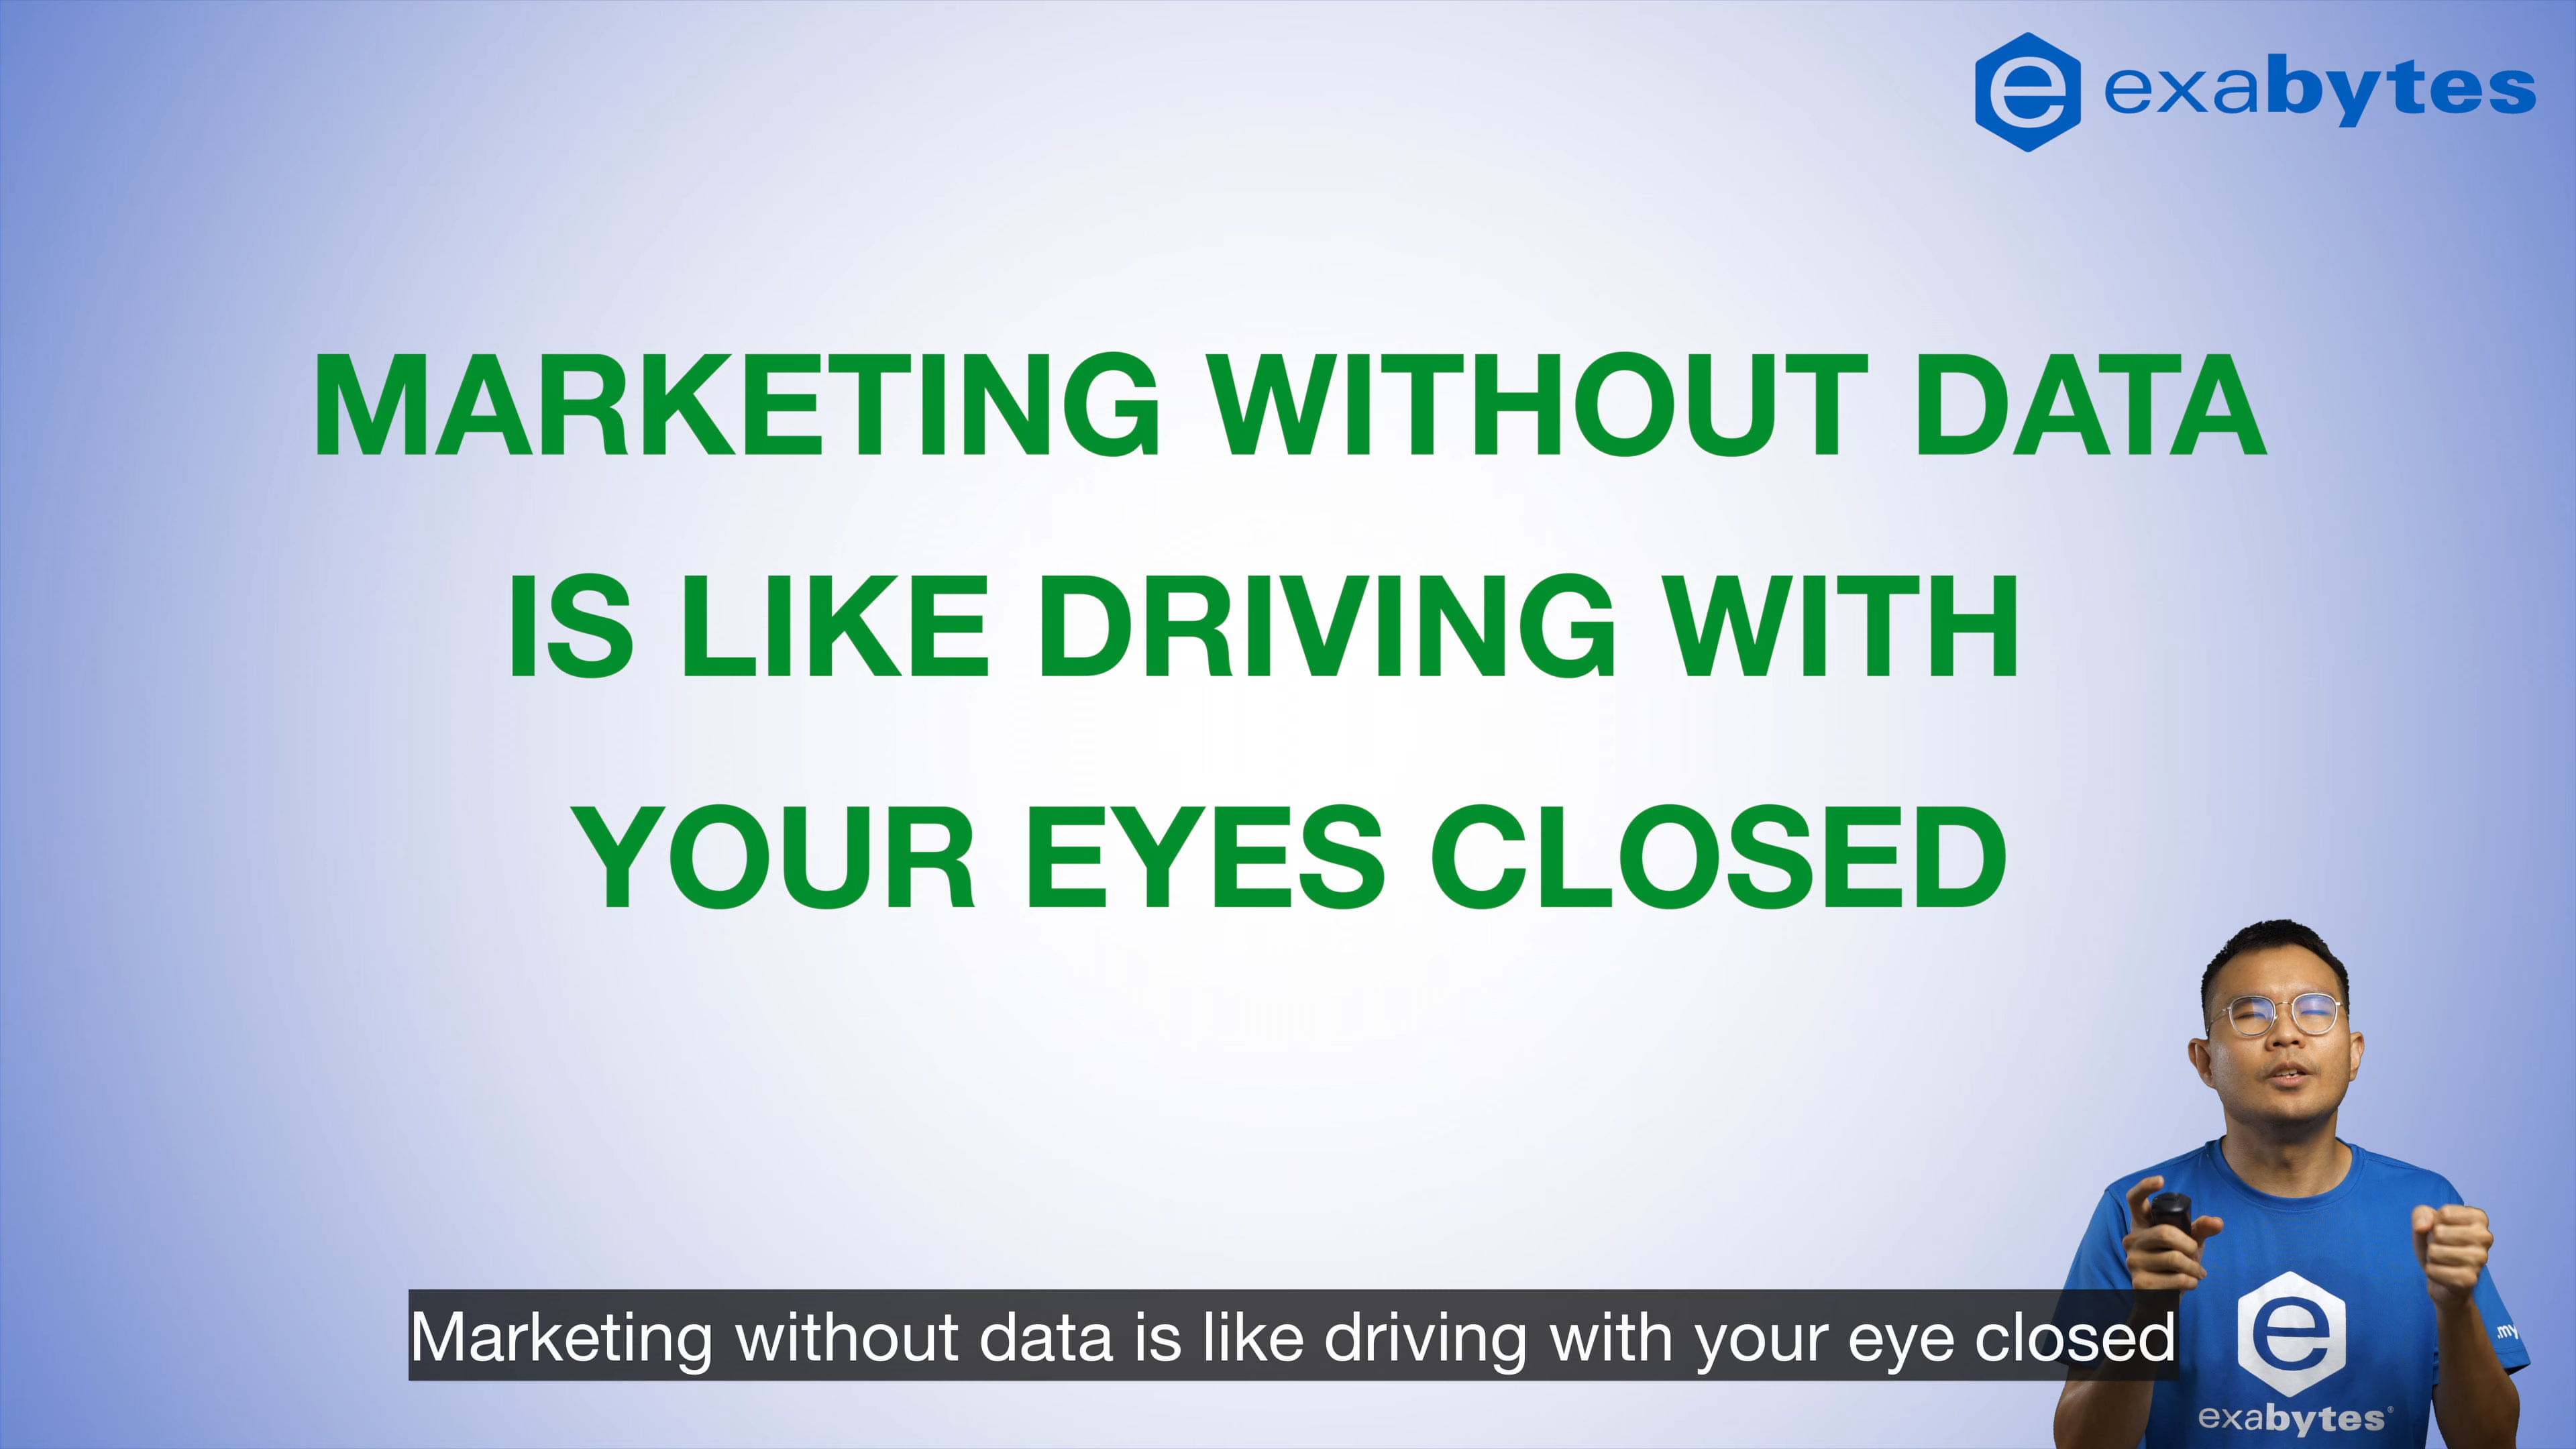 exabytes
MARKETING WITHOUT DATA
IS LIKE DRIVING WITH
YOUR EYES CLOSED
.my
Marketing without data is like driving with your eye closed
exabytes®